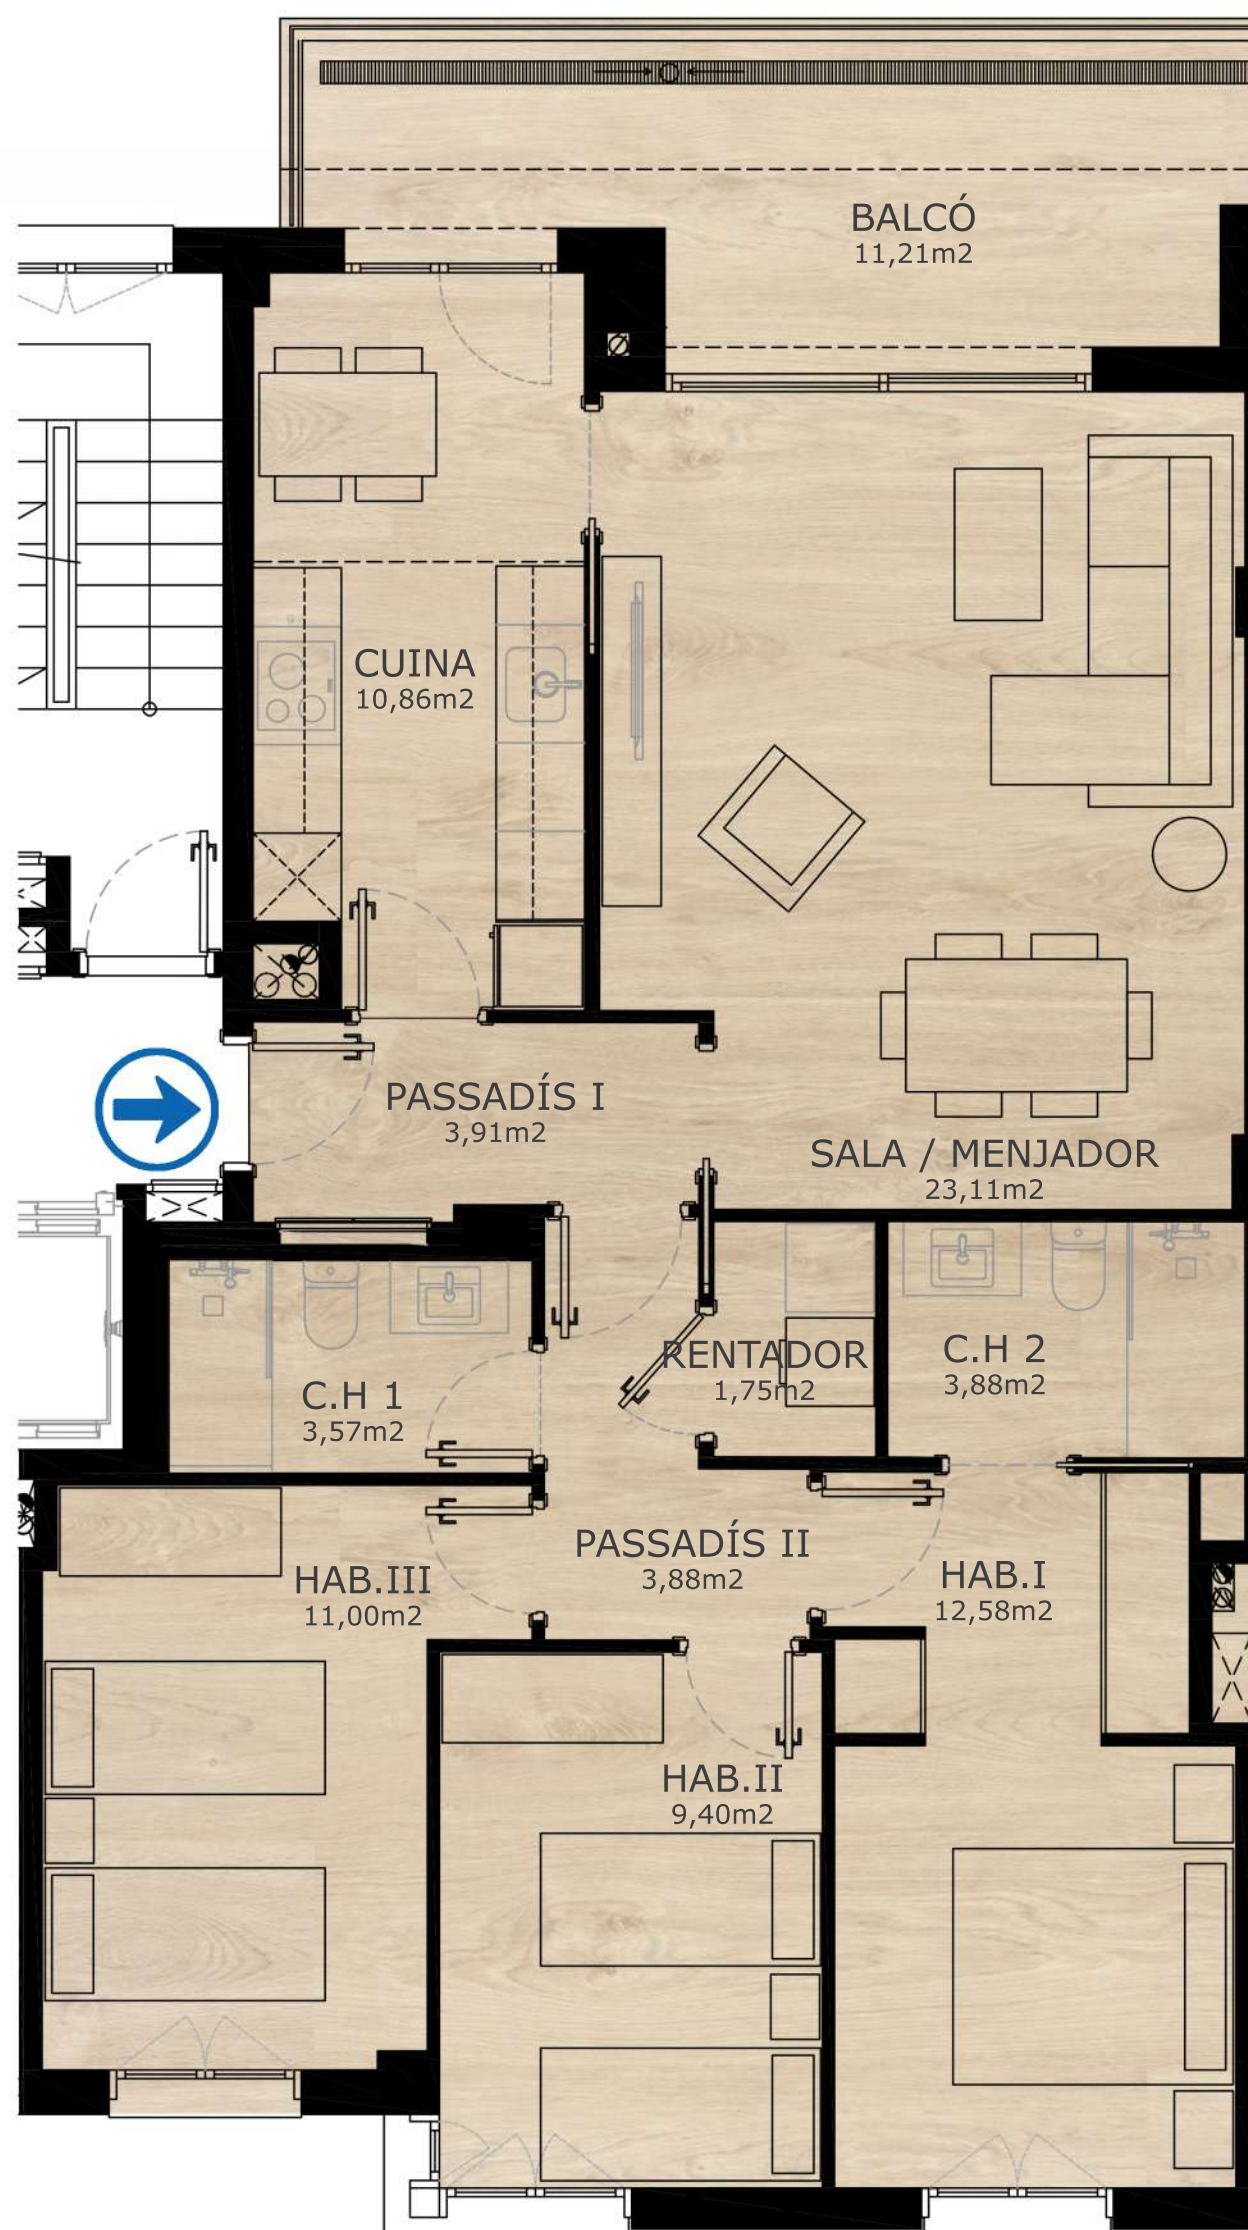 BALCÓ
11,21m2
CUINA
10,86m2
PASSADÍS I
3,91m2
SALA / MENJADOR
23,11m2
RENTADOR
1,75m2
C.H 2
3,88m2
C.H 1
3,57m2
PASSADÍS II
3,88m2
HAB.I
12,58m2
HAB.III
11,00m2
HAB.II
9,40m2